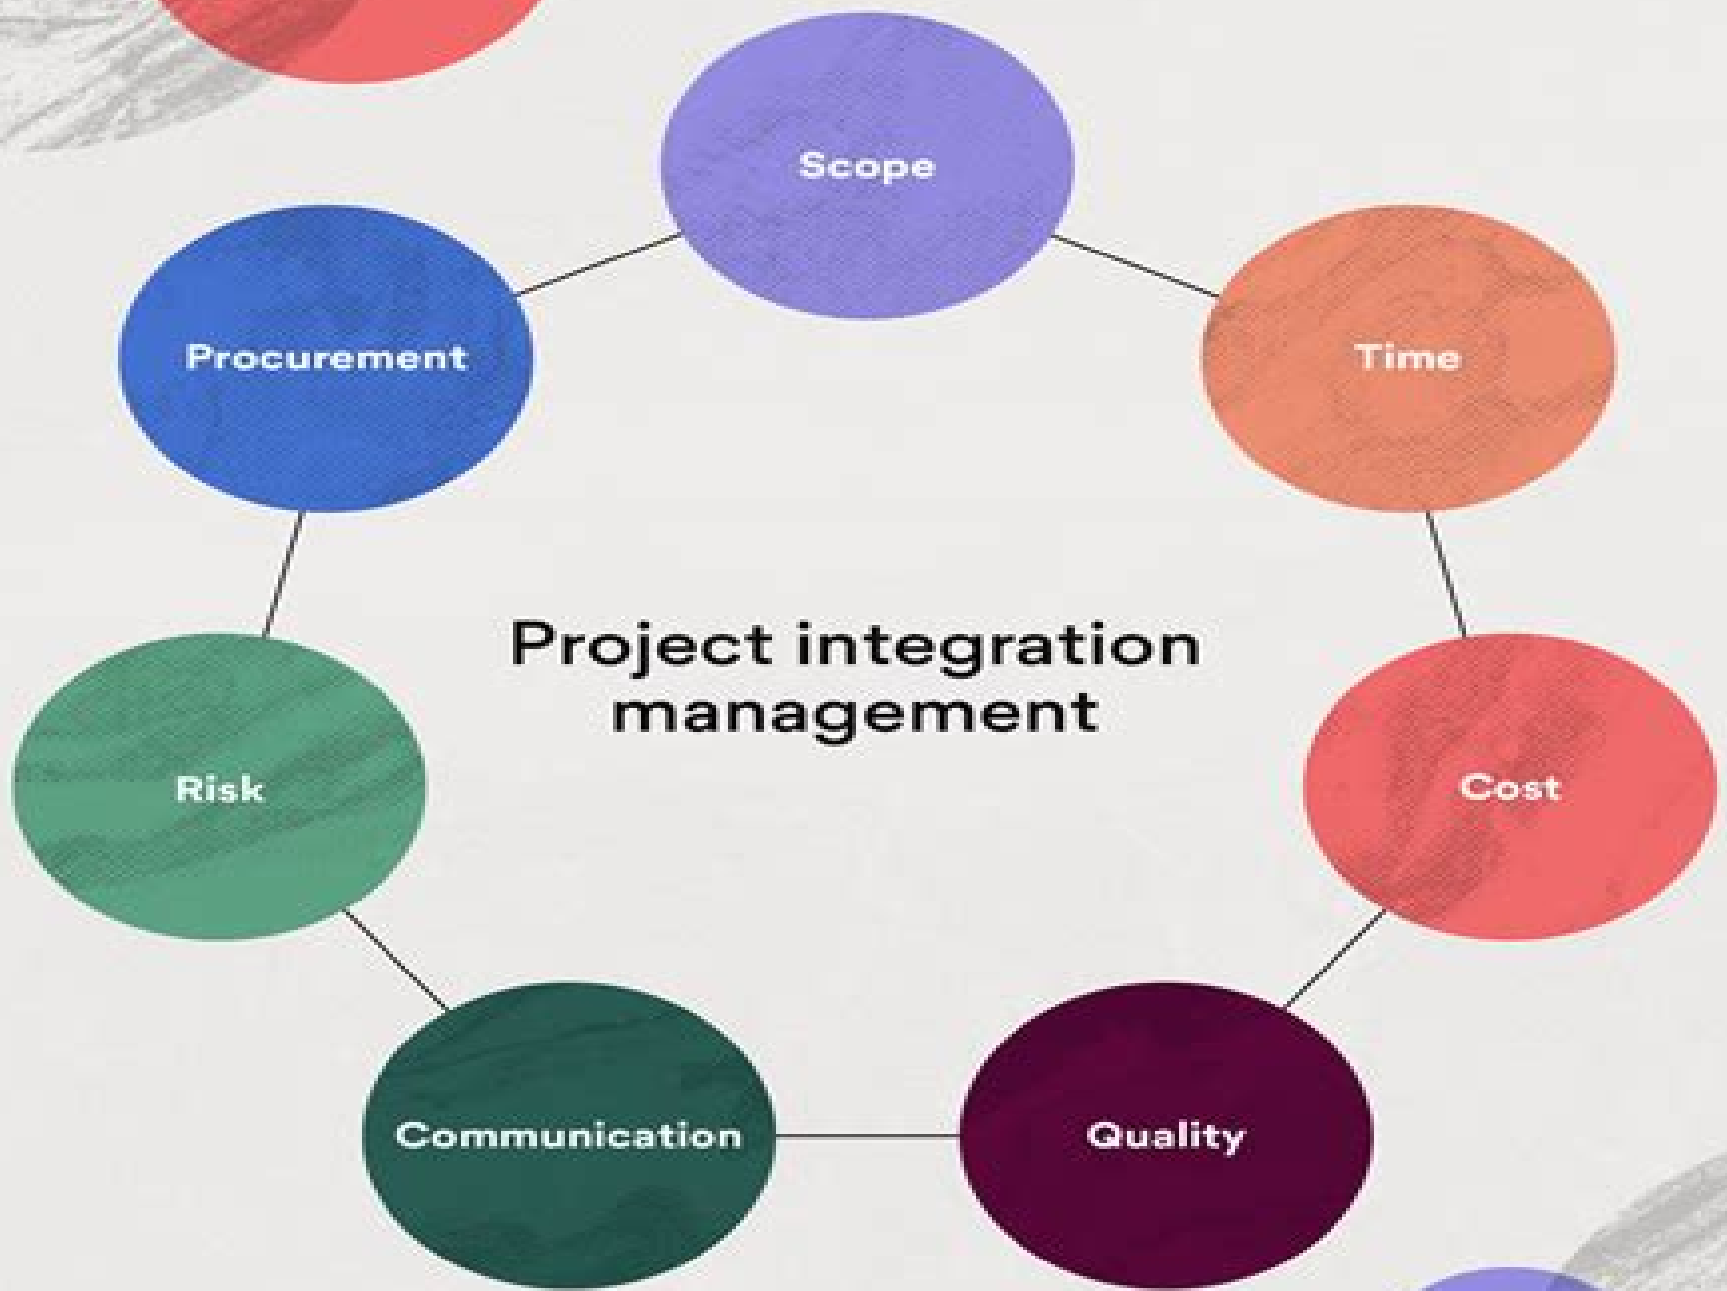 Scope
Procurement
Time
Project integration
management
Risk
Cost
Communication
Quality